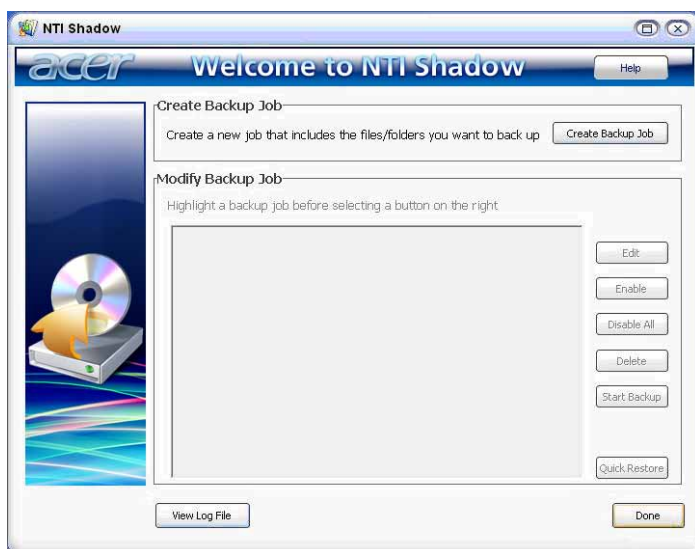 NTI Shadow
acer
Welcome to NTI Shadow
Help
Create Backup Job
Create a new job that includes the files/folders you want to back up
Create Backup Job
Modify Backup Job
Highlight a backup job before selecting a button on the right
Edit
Enable
Disable All
Delete
Start Backup
Quick Restore
View Log File
Done